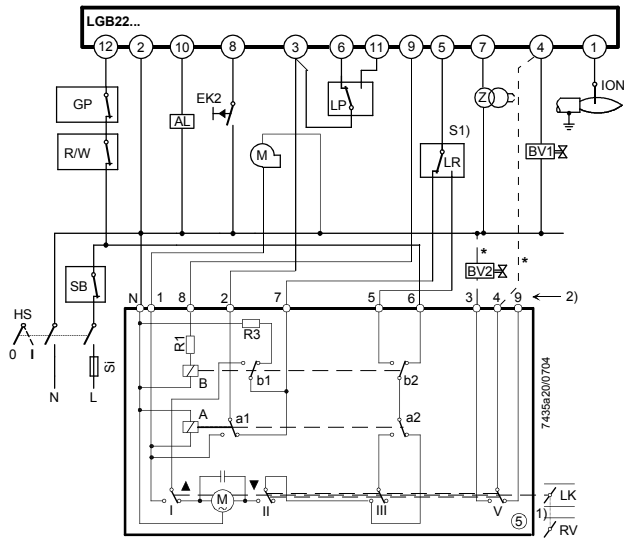 LGB22...
12 2 10 8 3 6 11 9 5 7 4 1
GP
R/W
AL
EK2
LP
M
S1)
LR
Z
BV1
ION
SB
BV2
*
*
HS
0 I
Si
N L
N 1 8 2 7 5 6 3 4 9 2)
R1
R3
B
b1
b2
A
a1
a2
I
M
II
III
V
5
LK
1)
RV
7435a20/0704